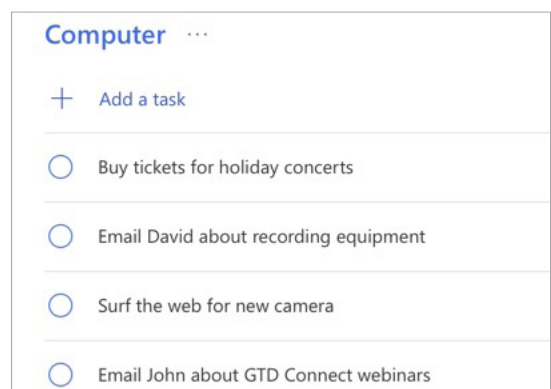 Computer ...
Add a task
Buy tickets for holiday concerts
Email David about recording equipment
Surf the web for new camera
Email John about GTD Connect webinars